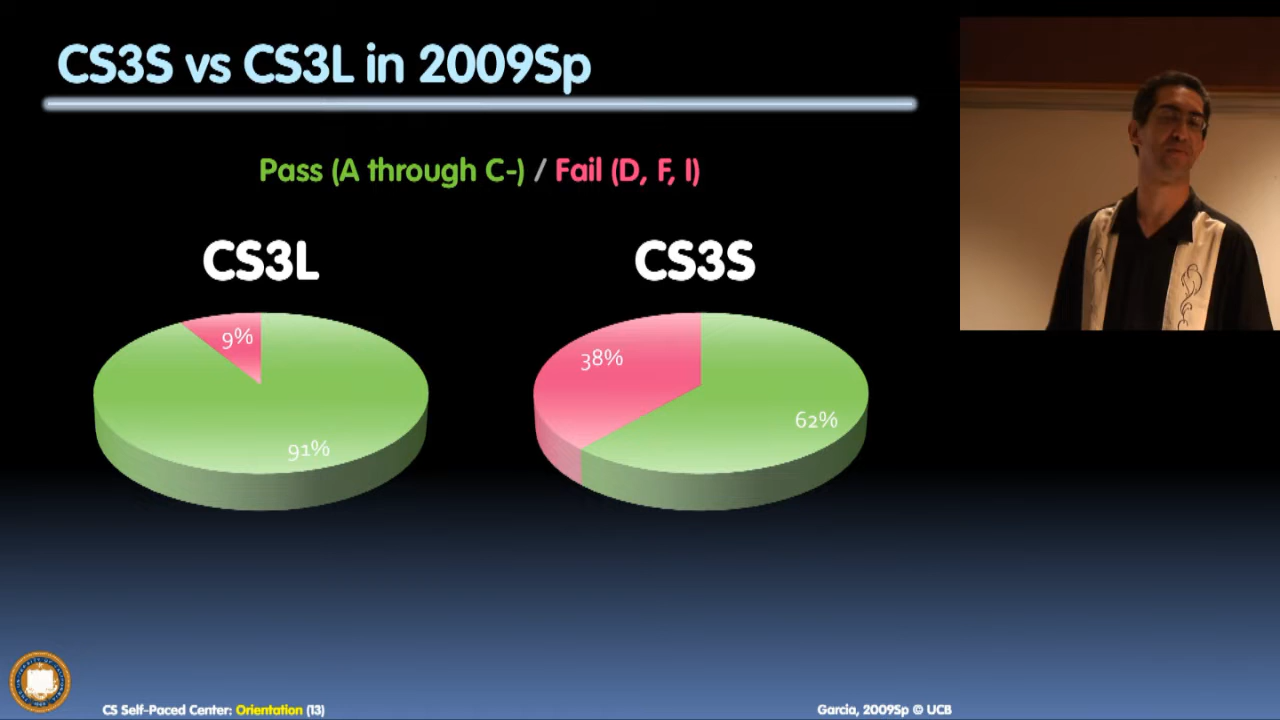 CS3S vs CS3L in 2009Sp
Pass (A through C-) / Fail (D, F, I)
CS3L
CS3S
9%
91%
38%
62%
CS Self-Paced Center: Orientation (13)
Garcia, 2009Sp © UCB